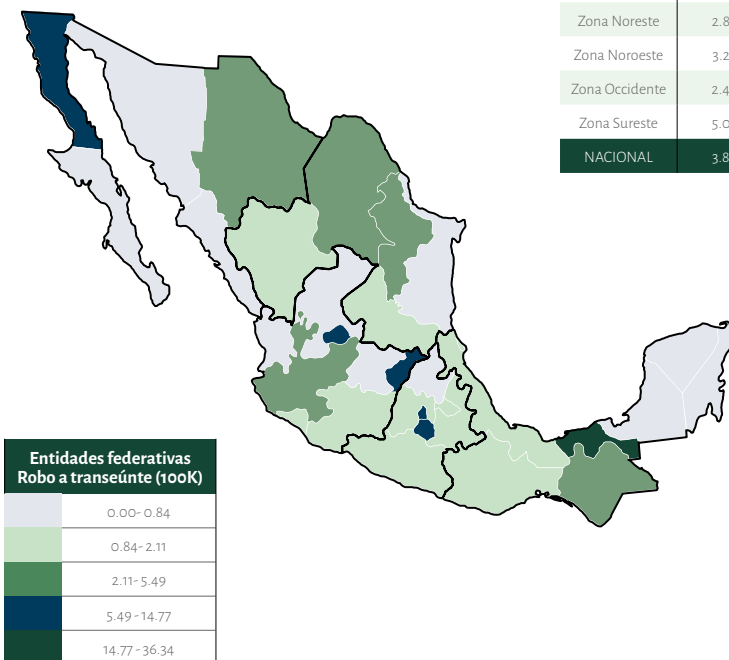 Zona Noreste 2.8
Zona Noroeste 3.2
Zona Occidente 2.4
Zona Sureste 5.0
NACIONAL 3.8
Entidades federativas
Robo a transeúnte (100K)
0.00- 0.84
0.84- 2.11
2.11- 5.49
5.49 - 14.77
14.77 - 36.34